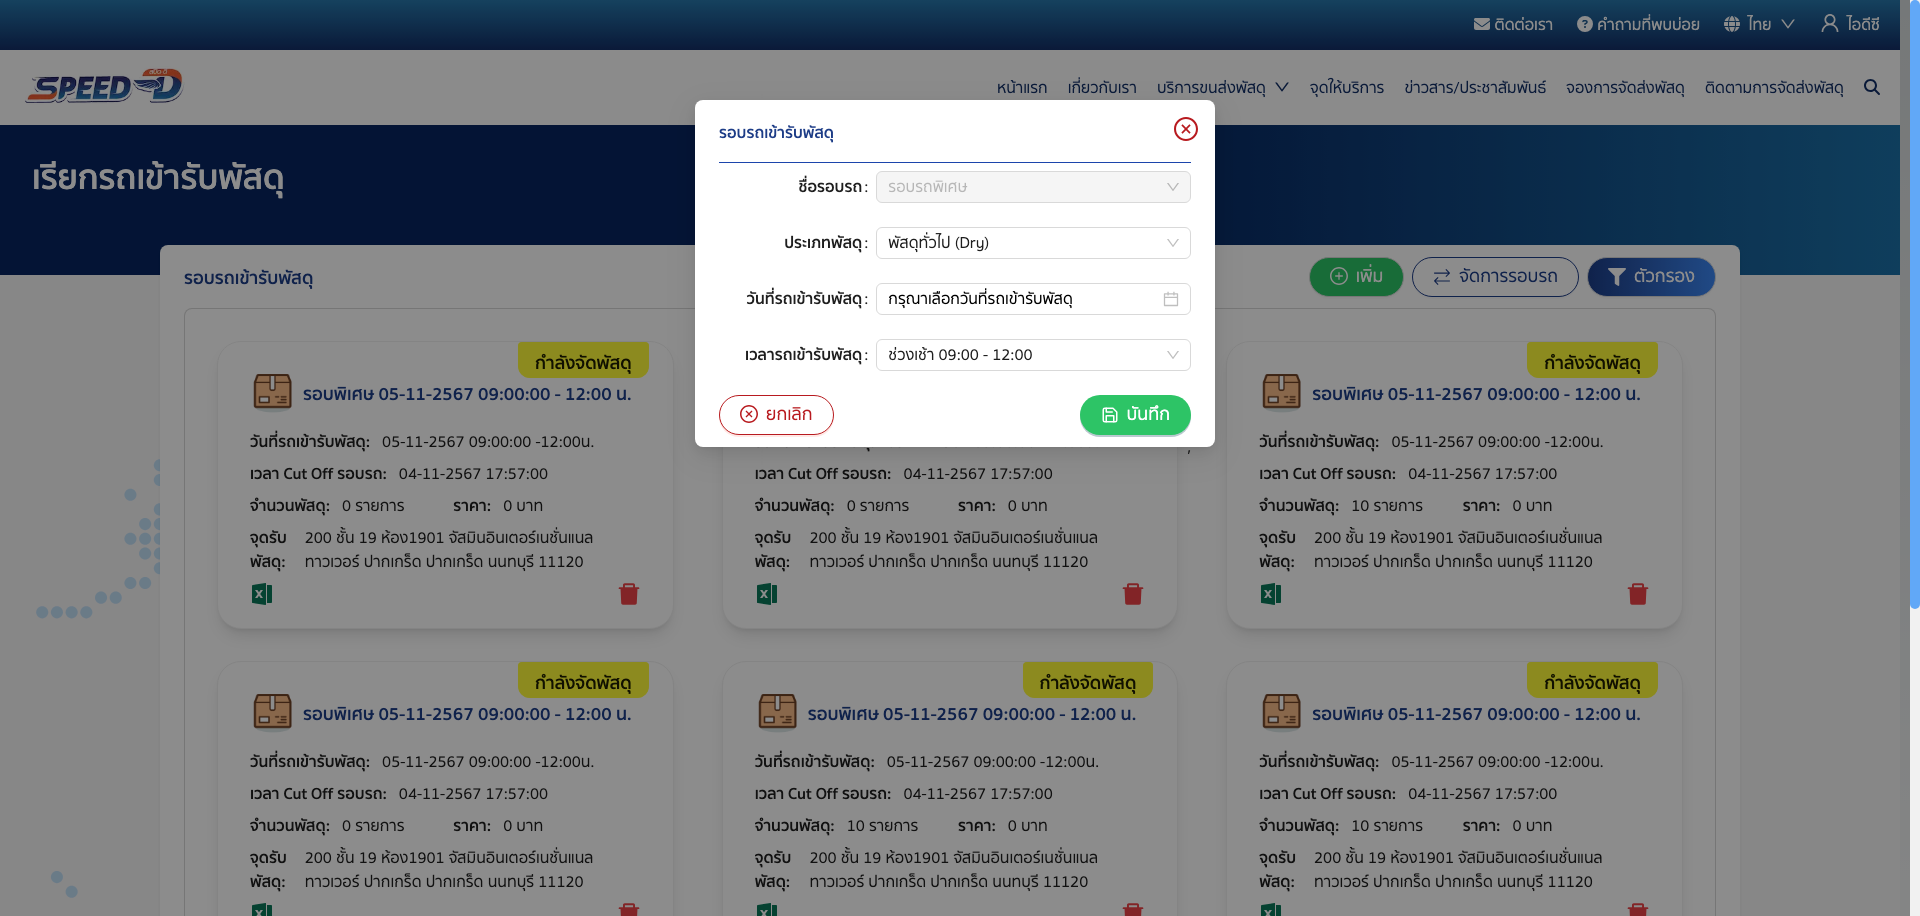 ติดต่อเรา คำถามที่พบบ่อย ไทย ไอดีซี
SPEED-D
หน้าแรก เกี่ยวกับเรา บริการขนส่งพัสดุ จุดให้บริการ ข่าวสาร/ประชาสัมพันธ์ จองการจัดส่งพัสดุ ติดตามการจัดส่งพัสดุ
เรียกรถเข้ารับพัสดุ
รอบรถเข้ารับพัสดุ
ชื่อรอบรถ: รอบรถพิเศษ
ประเภทพัสดุ: พัสดุทั่วไป (Dry)
วันที่รถเข้ารับพัสดุ: กรุณาเลือกวันที่รถเข้ารับพัสดุ
เวลารถเข้ารับพัสดุ: ช่วงเช้า 09:00 - 12:00
ยกเลิก บันทึก
รอบรถเข้ารับพัสดุ เพิ่ม จัดการรอบรถ ตัวกรอง
กำลังจัดพัสดุ
รอบพิเศษ 05-11-2567 09:00:00 - 12:00 น.
วันที่รถเข้ารับพัสดุ: 05-11-2567 09:00:00 -12:00น.
เวลา Cut Off รอบรถ: 04-11-2567 17:57:00
จำนวนพัสดุ: 0 รายการ ราคา: 0 บาท
จุดรับ 200 ชั้น 19 ห้อง1901 จัสมินอินเตอร์เนชั่นแนล
พัสดุ: ทาวเวอร์ ปากเกร็ด ปากเกร็ด นนทบุรี 11120
เวลา Cut Off รอบรถ: 04-11-2567 17:57:00
จำนวนพัสดุ: 0 รายการ ราคา: 0 บาท
จุดรับ 200 ชั้น 19 ห้อง1901 จัสมินอินเตอร์เนชั่นแนล
พัสดุ: ทาวเวอร์ ปากเกร็ด ปากเกร็ด นนทบุรี 11120
กำลังจัดพัสดุ
รอบพิเศษ 05-11-2567 09:00:00 - 12:00 น.
วันที่รถเข้ารับพัสดุ: 05-11-2567 09:00:00 -12:00น.
เวลา Cut Off รอบรถ: 04-11-2567 17:57:00
จำนวนพัสดุ: 10 รายการ ราคา: 0 บาท
จุดรับ 200 ชั้น 19 ห้อง1901 จัสมินอินเตอร์เนชั่นแนล
พัสดุ: ทาวเวอร์ ปากเกร็ด ปากเกร็ด นนทบุรี 11120
กำลังจัดพัสดุ
รอบพิเศษ 05-11-2567 09:00:00 - 12:00 น.
วันที่รถเข้ารับพัสดุ: 05-11-2567 09:00:00 -12:00น.
เวลา Cut Off รอบรถ: 04-11-2567 17:57:00
จำนวนพัสดุ: 0 รายการ ราคา: 0 บาท
จุดรับ 200 ชั้น 19 ห้อง1901 จัสมินอินเตอร์เนชั่นแนล
พัสดุ: ทาวเวอร์ ปากเกร็ด ปากเกร็ด นนทบุรี 11120
กำลังจัดพัสดุ
รอบพิเศษ 05-11-2567 09:00:00 - 12:00 น.
วันที่รถเข้ารับพัสดุ: 05-11-2567 09:00:00 -12:00น.
เวลา Cut Off รอบรถ: 04-11-2567 17:57:00
จำนวนพัสดุ: 10 รายการ ราคา: 0 บาท
จุดรับ 200 ชั้น 19 ห้อง1901 จัสมินอินเตอร์เนชั่นแนล
พัสดุ: ทาวเวอร์ ปากเกร็ด ปากเกร็ด นนทบุรี 11120
กำลังจัดพัสดุ
รอบพิเศษ 05-11-2567 09:00:00 - 12:00 น.
วันที่รถเข้ารับพัสดุ: 05-11-2567 09:00:00 -12:00น.
เวลา Cut Off รอบรถ: 04-11-2567 17:57:00
จำนวนพัสดุ: 10 รายการ ราคา: 0 บาท
จุดรับ 200 ชั้น 19 ห้อง1901 จัสมินอินเตอร์เนชั่นแนล
พัสดุ: ทาวเวอร์ ปากเกร็ด ปากเกร็ด นนทบุรี 11120